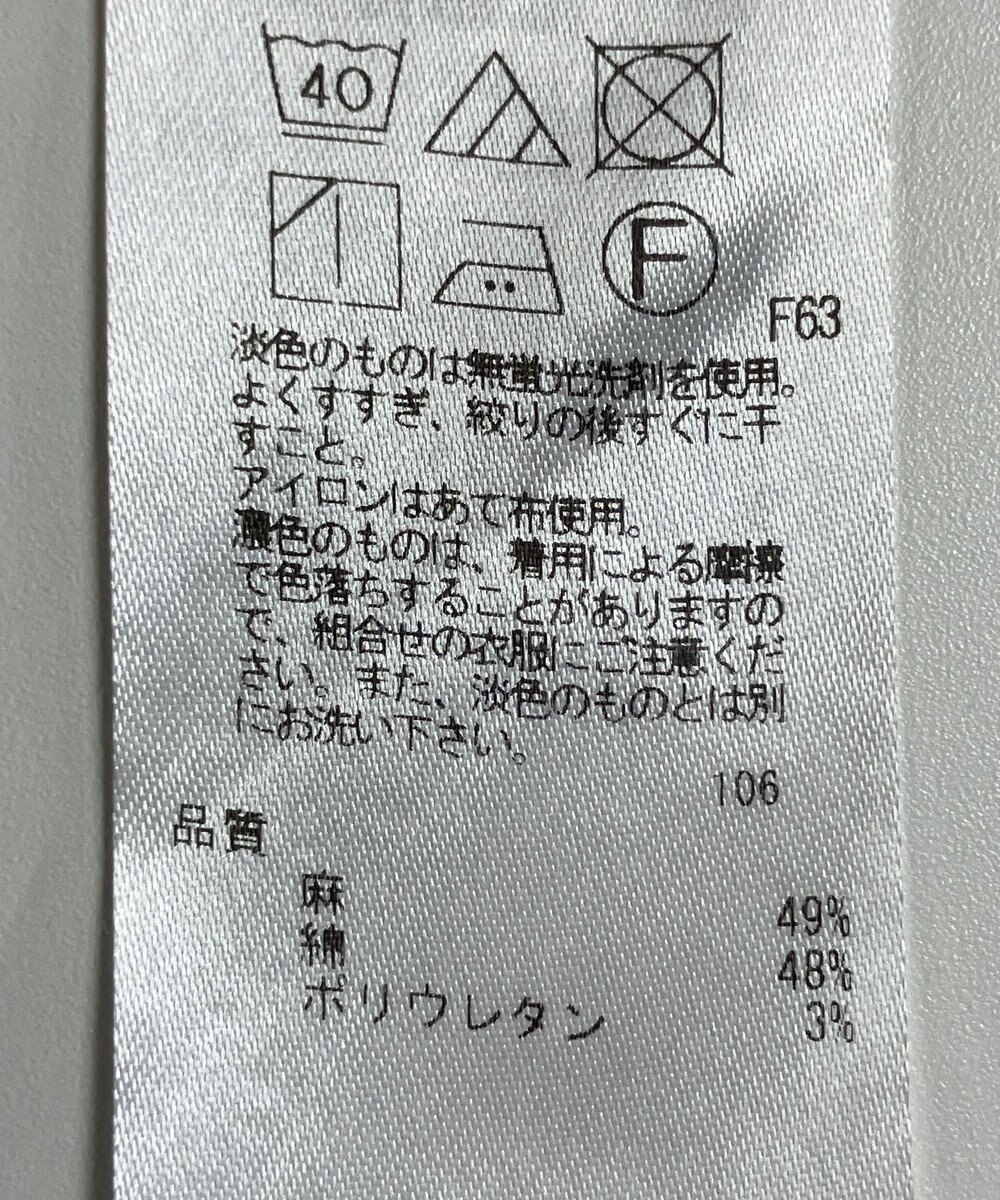 40
F
F63
淡色のものは無蛍光洗剤を使用。
よくすすぎ、絞りの後すぐに干
すこと。
アイロンはあて布使用。
濃色のものは、着用による摩擦
で色落ちすることがありますの
で、組合せの衣服にご注意くだ
さい。また、淡色のものとは別
にお洗い下さい。
106
品質
麻 49%
綿 48%
ポリウレタン 3%